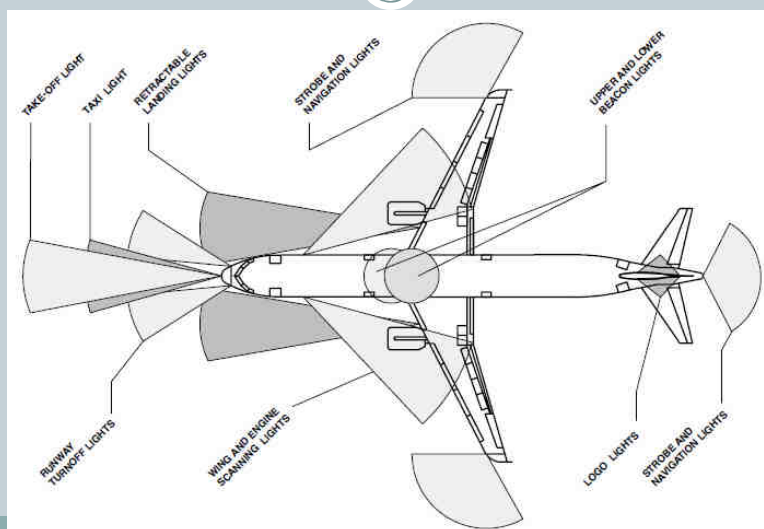 TAKE-OFF LIGHT
TAXI LIGHT
RETRACTABLE
LANDING LIGHTS
STROBE AND
NAVIGATION LIGHTS
UPPER AND LOWER
BEACON LIGHTS
RUNWAY
TURNOFF LIGHTS
WING AND ENGINE
SCANNING LIGHTS
LOGO LIGHTS
STROBE AND
NAVIGATION LIGHTS